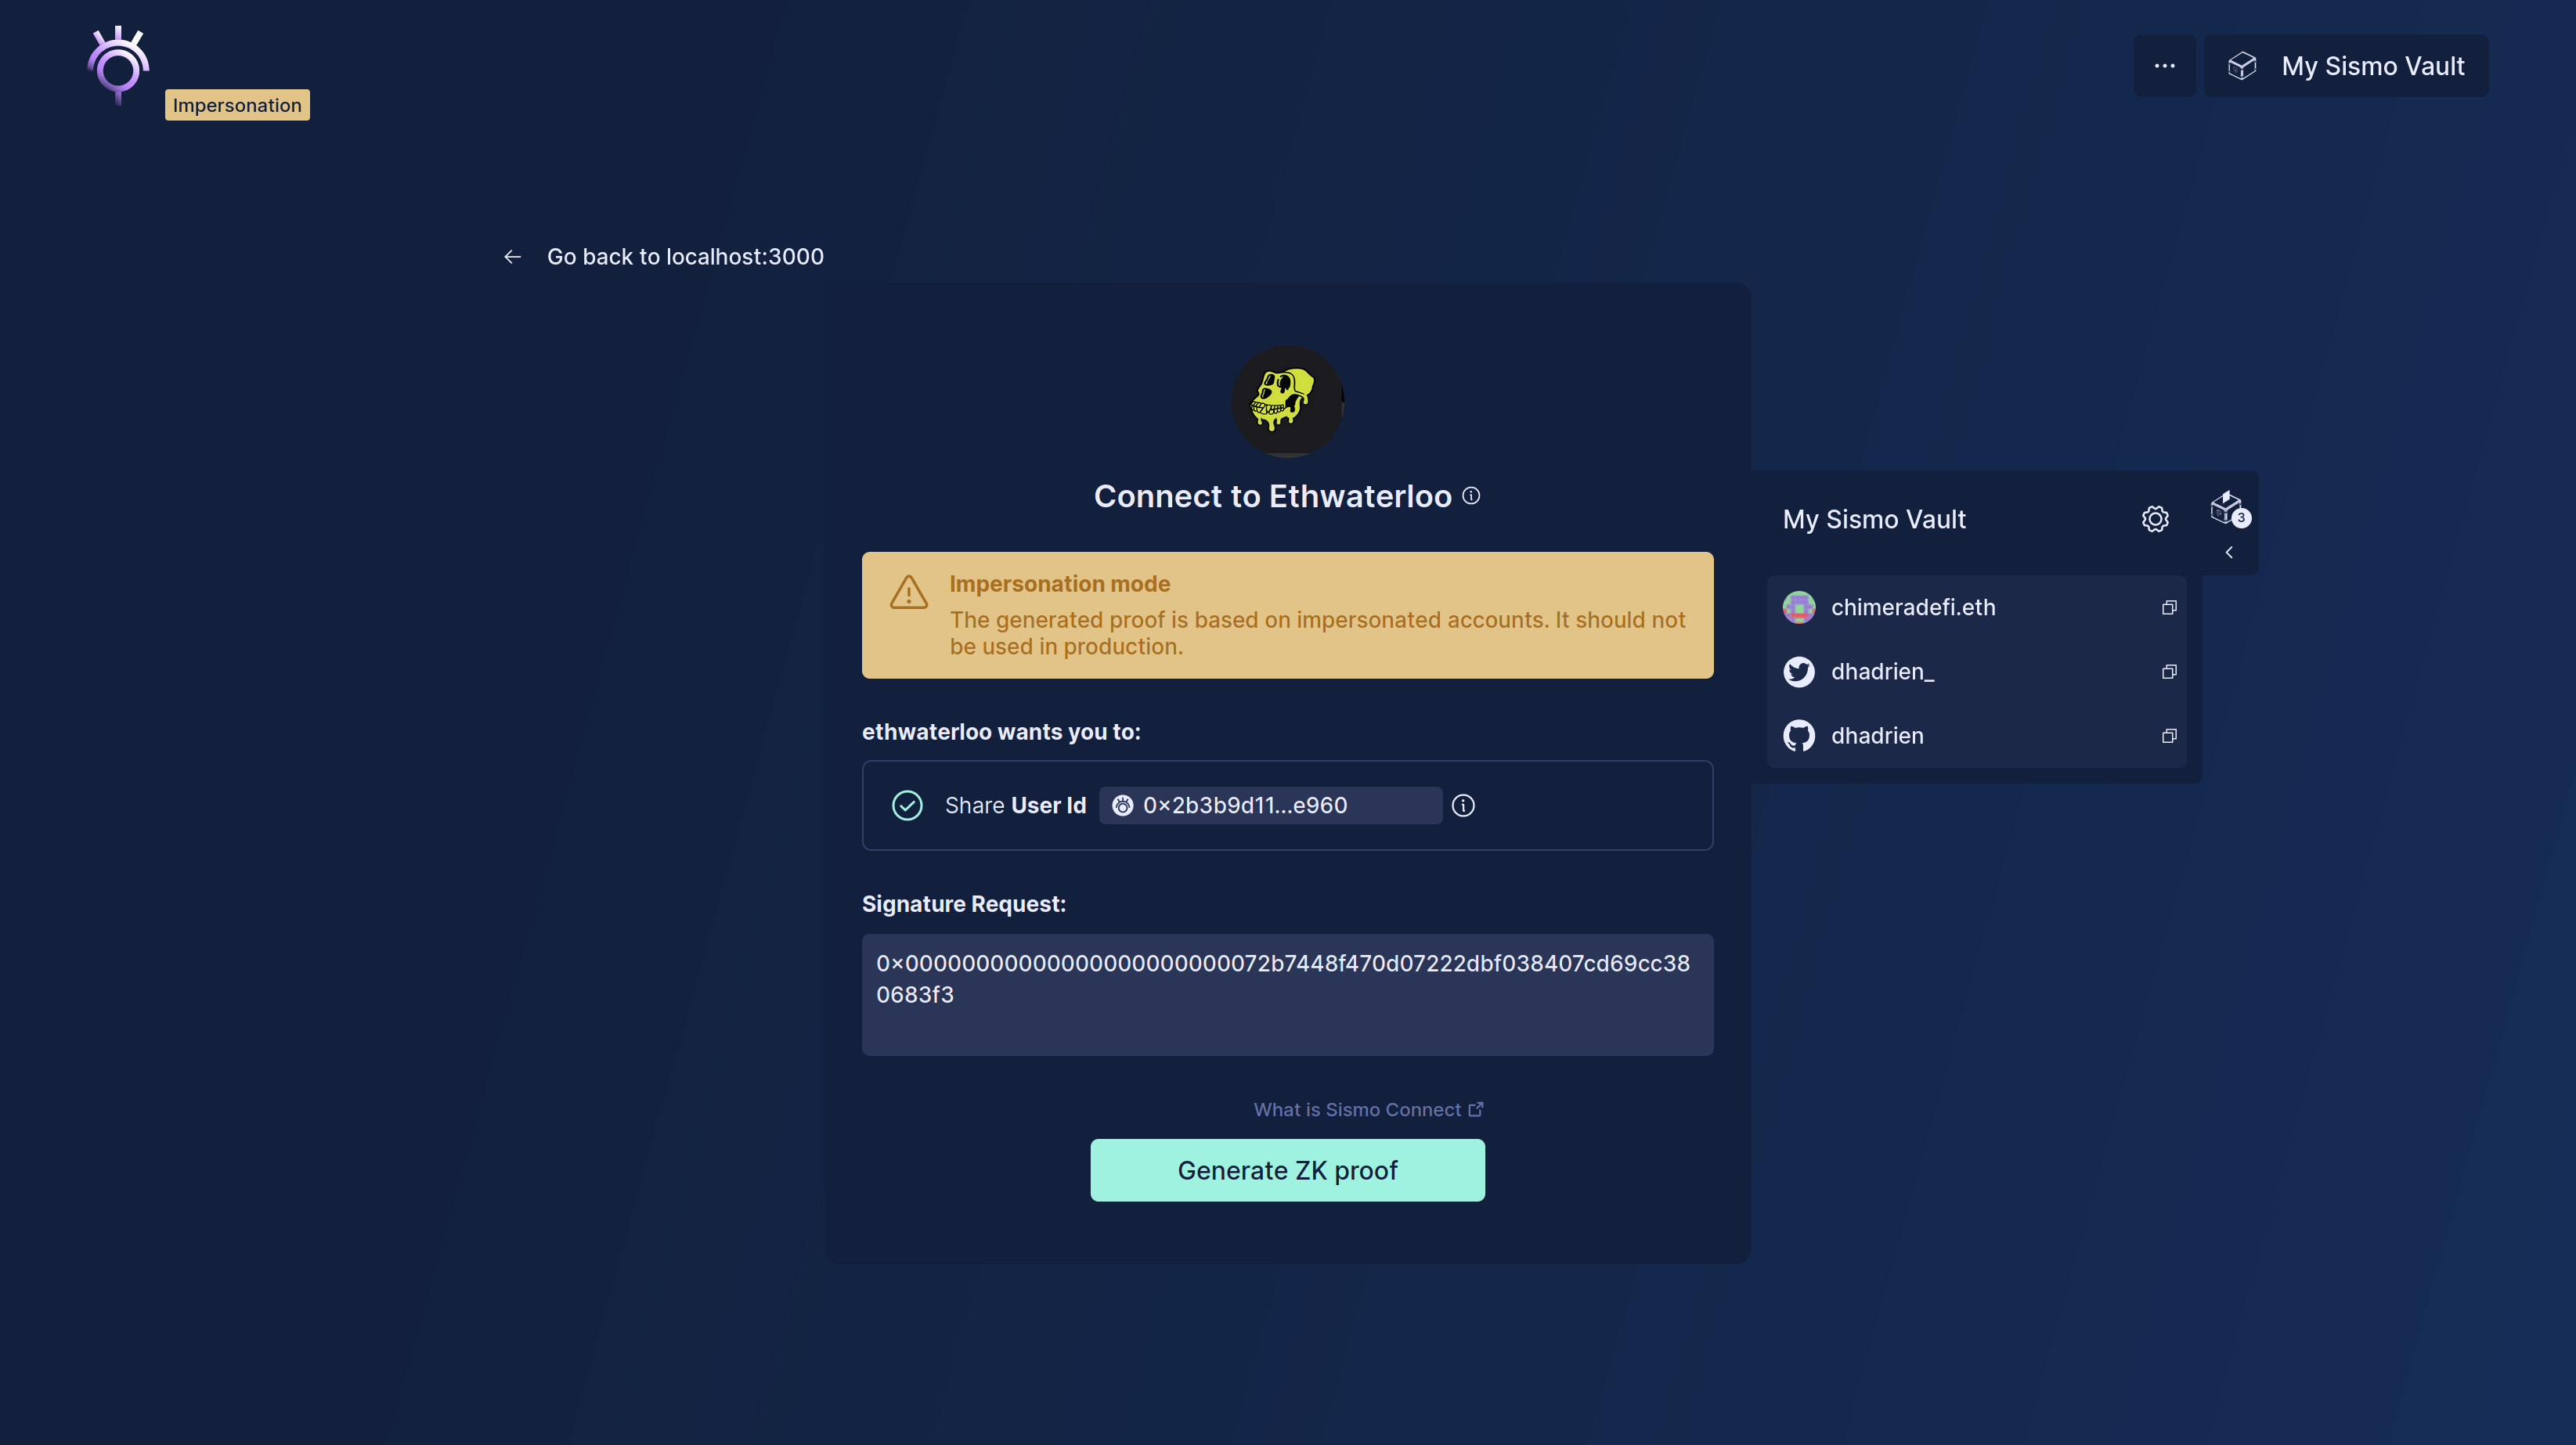 Impersonation
My Sismo Vault
Go back to localhost:3000
Connect to Ethwaterloo
Impersonation mode
The generated proof is based on impersonated accounts. It should not
be used in production.
ethwaterloo wants you to:
Share User Id 0x2b3b9d11...e960
Signature Request:
0x00000000000000000000000072b7448f470d07222dbf038407cd69cc38
0683f3
What is Sismo Connect
Generate ZK proof
My Sismo Vault
3
chimeradefi.eth
dhadrien_
dhadrien